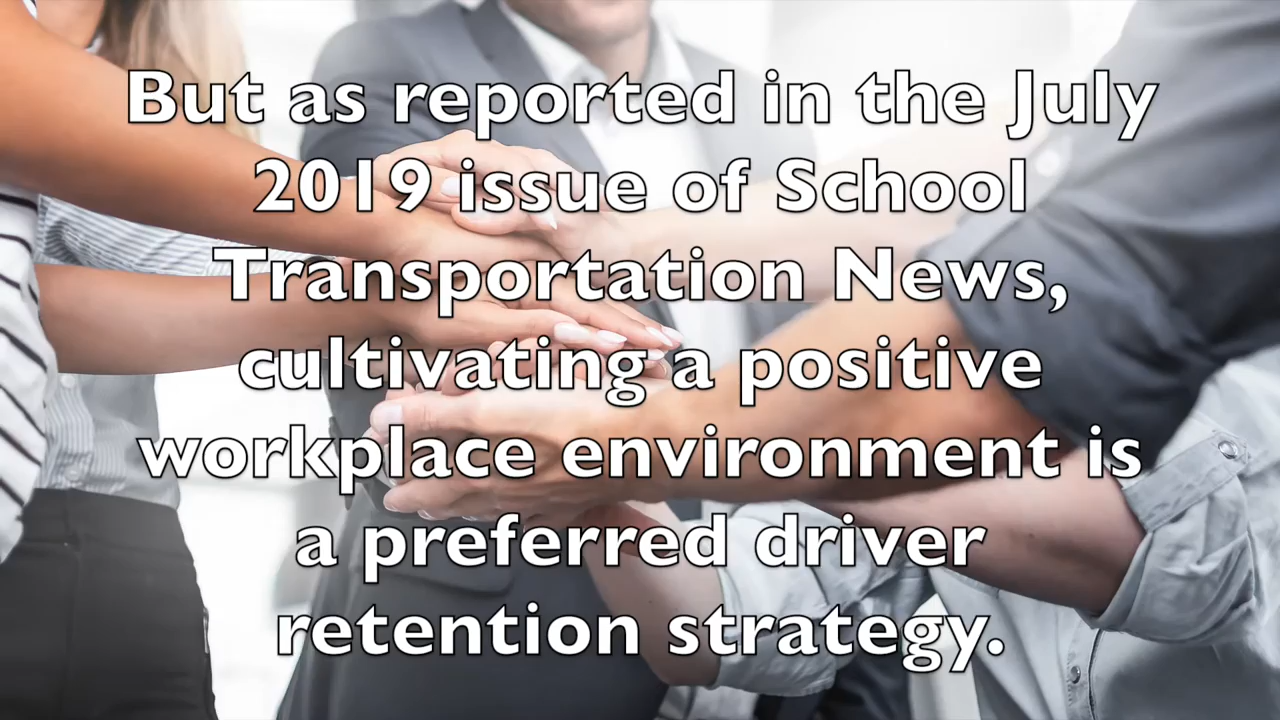 But as reported in the July
2019 issue of School
Transportation News,
cultivating a positive
workplace environment is
a preferred driver
retention strategy.